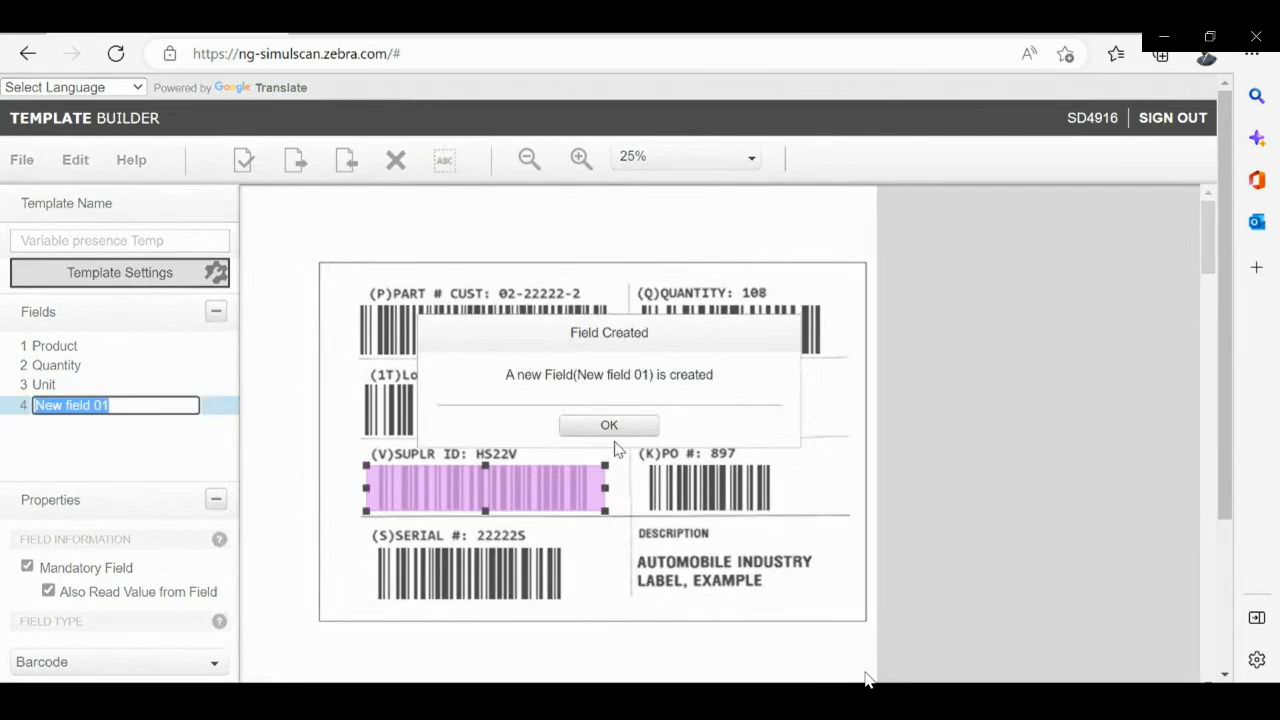 https://ng-simulscan.zebra.com/#
Select Language
Powered by Google Translate
TEMPLATE BUILDER
SD4916
SIGN OUT
File
Edit
Help
ABC
25%
Template Name
Variable presence Temp
Template Settings
Fields
1 Product
2 Quantity
3 Unit
4 New field 01
Properties
FIELD INFORMATION
Mandatory Field
Also Read Value from Field
FIELD TYPE
Barcode
(P)PART # CUST: 02-22222-2
(Q)QUANTITY: 108
(1T)Lo
Field Created
A new Field(New field 01) is created
OK
(V)SUPLR ID: HS22V
(K)PO #: 897
(S)SERIAL #: 22222S
DESCRIPTION
AUTOMOBILE INDUSTRY
LABEL, EXAMPLE